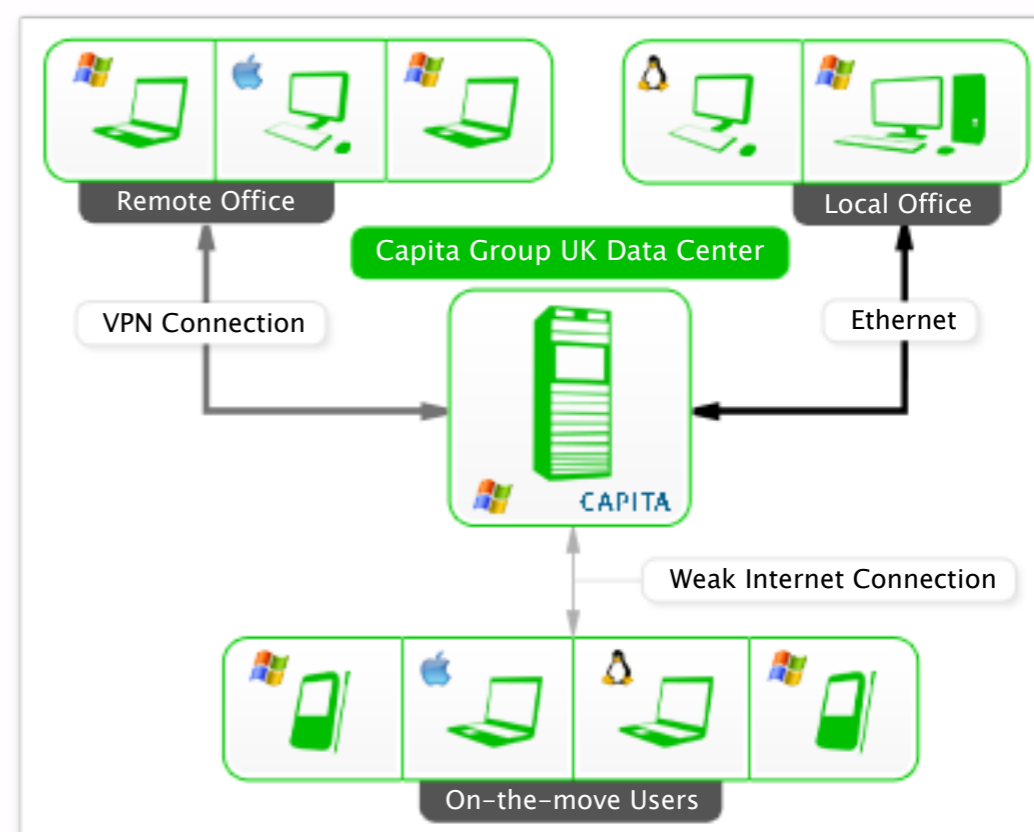 Remote Office
Local Office
Capita Group UK Data Center
VPN Connection
Ethernet
CAPITA
Weak Internet Connection
On-the-move Users